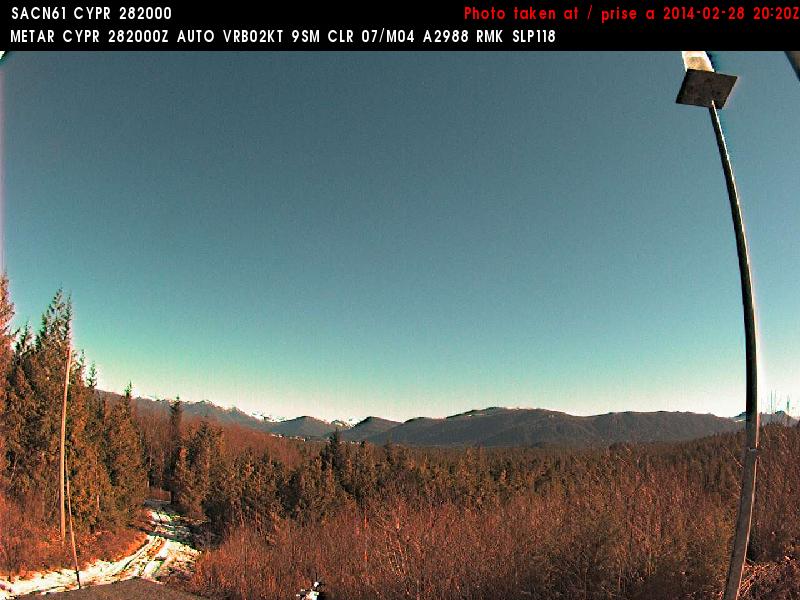 SACN61 CYPR 282000
Photo taken at / prise a 2014-02-28 20:20Z
METAR CYPR 282000Z AUTO VRB02KT 9SM CLR 07/M04 A2988 RMK SLP118